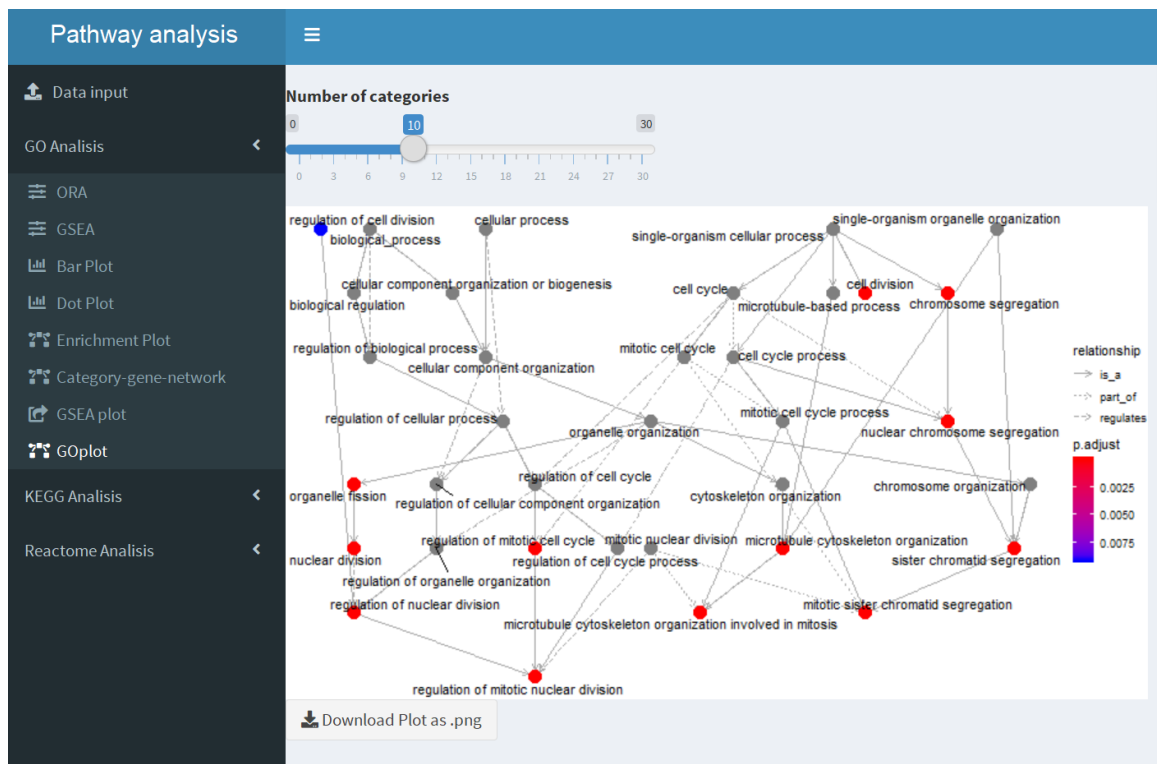 Pathway analysis
Data input
GO Analisis
ORA
GSEA
Bar Plot
Dot Plot
Enrichment Plot
Category-gene-network
GSEA plot
GOplot
KEGG Analisis
Reactome Analisis
Number of categories
0 10 30
0 3 6 9 12 15 18 21 24 27 30
regulation of cell division
cellular process
single-organism organelle organization
biological_process
single-organism cellular process
cellular component organization or biogenesis
cell cycle
cell division
biological regulation
microtubule-based process
chromosome segregation
regulation of biological process
mitotic cell cycle
cell cycle process
cellular component organization
regulation of cellular process
organelle organization
mitotic cell cycle process
nuclear chromosome segregation
regulation of cell cycle
organelle fission
regulation of cellular component organization
cytoskeleton organization
chromosome organization
regulation of mitotic cell cycle
mitotic nuclear division
microtubule cytoskeleton organization
nuclear division
regulation of cell cycle process
sister chromatid segregation
regulation of organelle organization
regulation of nuclear division
mitotic sister chromatid segregation
microtubule cytoskeleton organization involved in mitosis
regulation of mitotic nuclear division
relationship
is_a
part_of
regulates
p.adjust
0.0025
0.0050
0.0075
Download Plot as .png